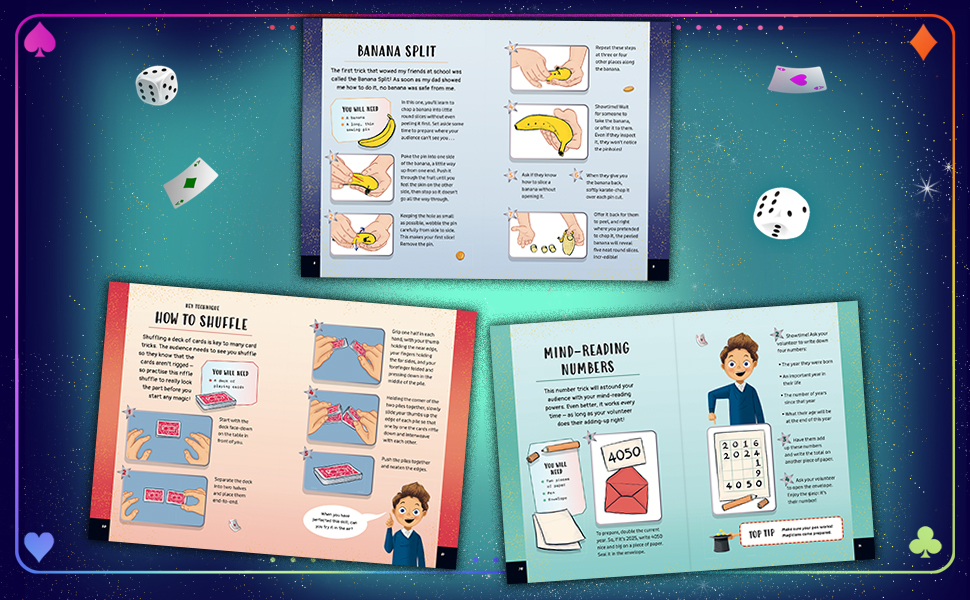 BANANA SPLIT
The first trick that wowed my friends at school was
called the Banana Split! As soon as my dad showed
me how to do it, no banana was safe from me.
YOU WILL NEED
A banana
A long, thin
sewing pin
In this one, you'll learn to
chop a banana into little
round slices without even
peeling it first. Set aside some
time to prepare where your
audience can't see you...
Poke the pin into one side
of the banana, a little way
up from one end. Push it
through the fruit until you
feel the skin on the other
side, then stop so it doesn't
go all the way through.
Keeping the hole as small
as possible, wobble the pin
carefully from side to side.
This makes your first slice!
Remove the pin.
Repeat these steps
at three or four
other places along
the banana.
Showtime! Wait
for someone to
take the banana,
or offer it to them.
Even if they inspect
it, they won't notice
the pinholes!
Ask if they know
how to slice a
banana without
opening it.
When they give you
the banana back,
softly karate-chop it
over each pin cut.
Offer it back for them
to peel, and right
where you pretended
to chop it, the peeled
banana will reveal
five neat round slices.
Incr-edible!
KEY TECHNIQUE
HOW TO SHUFFLE
Shuffling a deck of cards is key to many card
tricks. The audience needs to see you shuffle
so they know that the
cards aren't rigged –
so practise this riffle
shuffle to really look
the part before you
start any magic!
YOU WILL NEED
A deck of
playing cards
Start with the
deck face-down
on the table in
front of you.
Separate the deck
into two halves
and place them
end-to-end.
3
Grip one half in each
hand, with your thumb
holding the near edge,
your fingers holding
the far sides, and your
forefinger folded and
pressing down in the
middle of the pile.
4
Holding the corner of the
two piles together, slowly
slide your thumbs up the
edge of each pile so that
one by one the cards riffle
down and interweave
with each other.
5
Push the piles together
and neaten the edges.
When you have
perfected this skill, can
you try it in the air?
MIND-READING
NUMBERS
This number trick will astound your
audience with your mind-reading
powers. Even better, it works every
time – as long as your volunteer
does their adding-up right!
YOU WILL
NEED
Two pieces
of paper
Pen
Envelope
4050
To prepare, double the current
year. So, if it's 2025, write 4050
nice and big on a piece of paper.
Seal it in the envelope.
Showtime! Ask your
volunteer to write down
four numbers:
• The year they were born
• An important year in
their life
• The number of years
since that year
• What their age will be
at the end of this year
Have them add
up these numbers
and write the total on
another piece of paper.
Ask your volunteer
to open the envelope.
Enjoy the gasp: it's
their number!
2016
2024
1
9
4050
TOP TIP
Make sure your pen works!
Magicians come prepared.